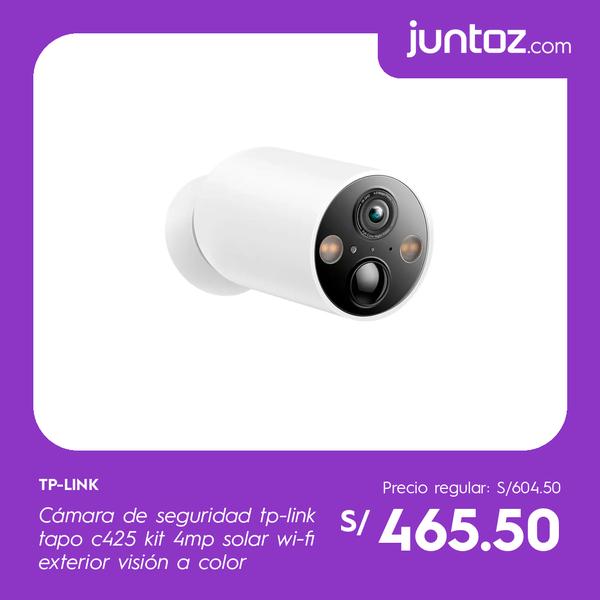 juntoz.com
TP-LINK
Cámara de seguridad tp-link
tapo c425 kit 4mp solar wi-fi
exterior visión a color
Precio regular: S/604.50
S/ 465.50